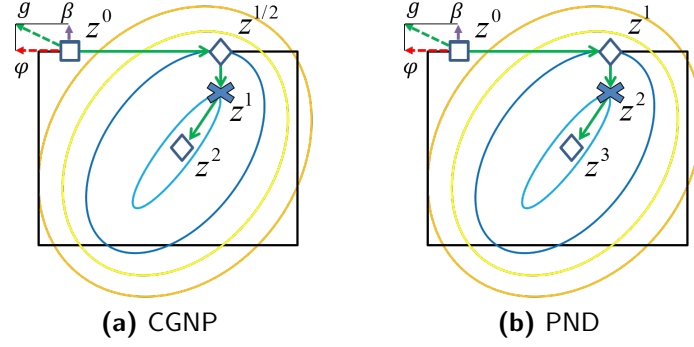 g β z⁰ z^{1/2}
φ
z¹
z²
(a) CGNP
g β z⁰ z¹
φ
z²
z³
(b) PND